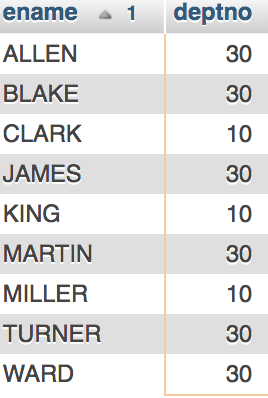 ename 1 deptno
ALLEN 30
BLAKE 30
CLARK 10
JAMES 30
KING 10
MARTIN 30
MILLER 10
TURNER 30
WARD 30